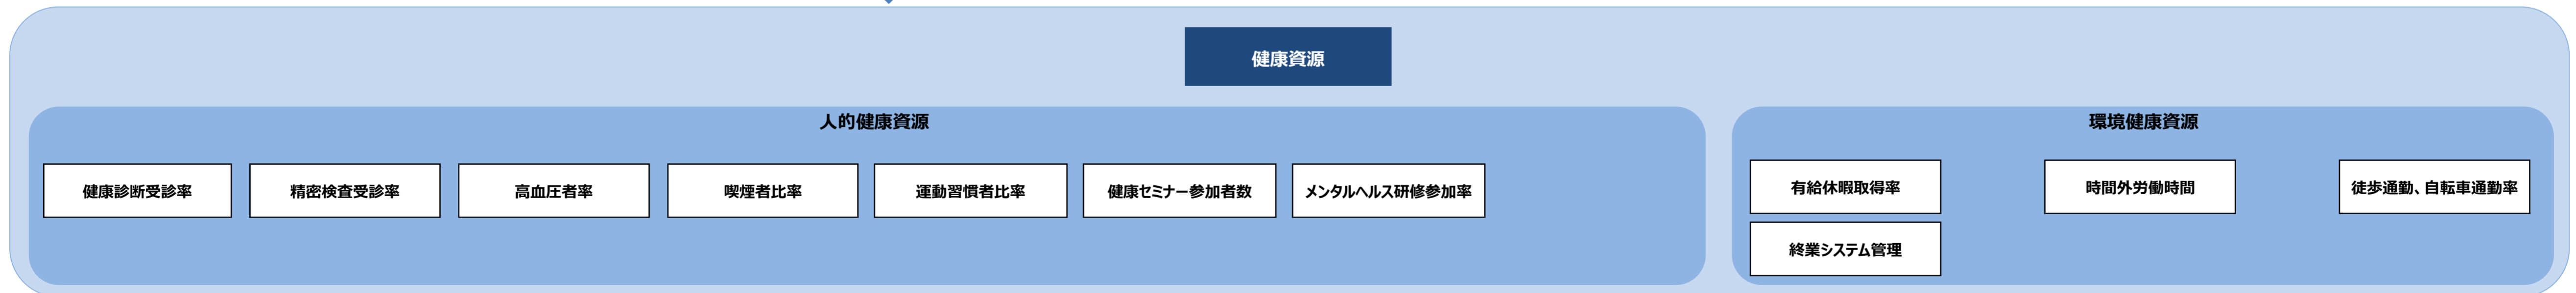 健康資源
人的健康資源
健康診断受診率
精密検査受診率
高血圧者率
喫煙者比率
運動習慣者比率
健康セミナー参加者数
メンタルヘルス研修参加率
環境健康資源
有給休暇取得率
時間外労働時間
徒歩通勤、自転車通勤率
終業システム管理